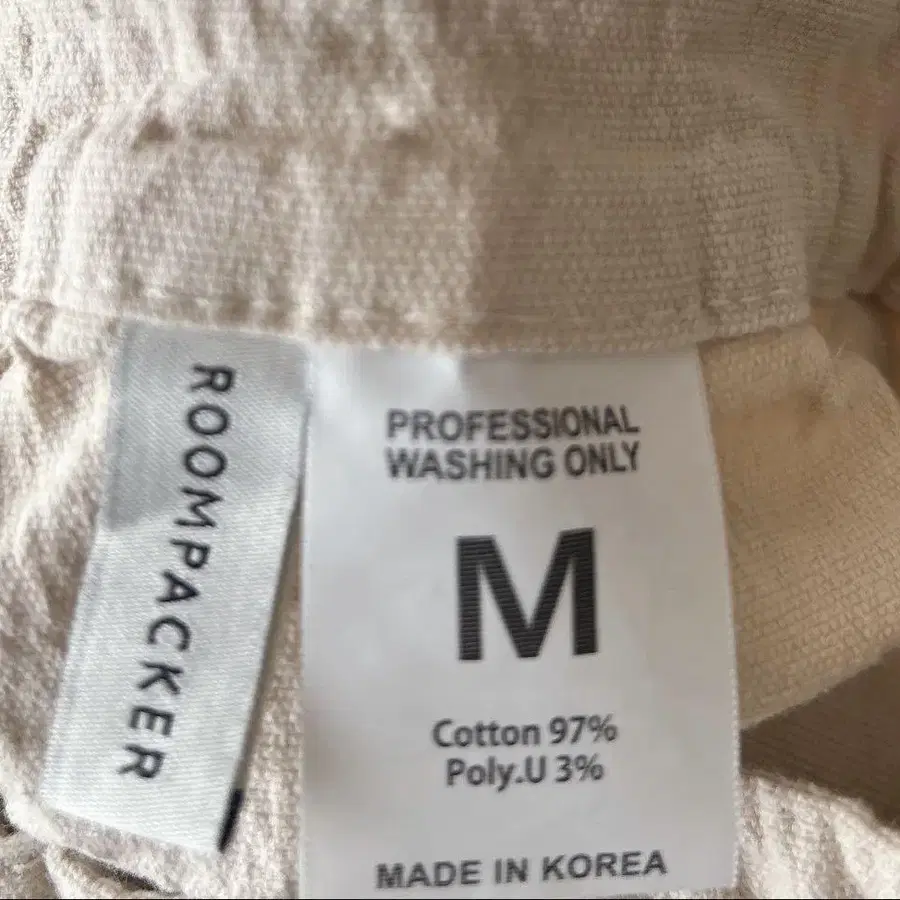 ROOMPACKER
PROFESSIONAL
WASHING ONLY
M
Cotton 97%
Poly.U 3%
MADE IN KOREA